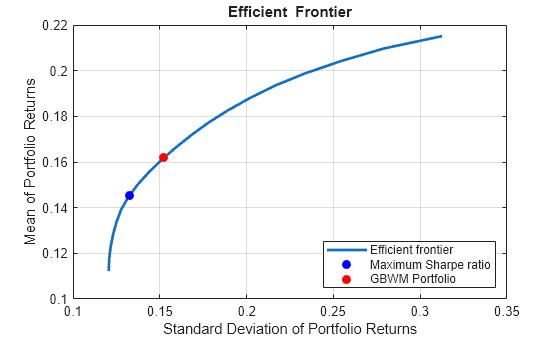 Efficient Frontier
Mean of Portfolio Returns
0.22
0.2
0.18
0.16
0.14
0.12
0.1
0.1 0.15 0.2 0.25 0.3 0.35
Standard Deviation of Portfolio Returns
Efficient frontier
Maximum Sharpe ratio
GBWM Portfolio